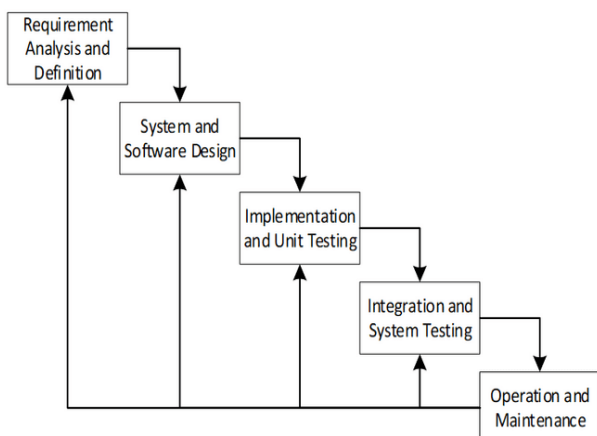 Requirement
Analysis and
Definition
System and
Software Design
Implementation
and Unit Testing
Integration and
System Testing
Operation and
Maintenance